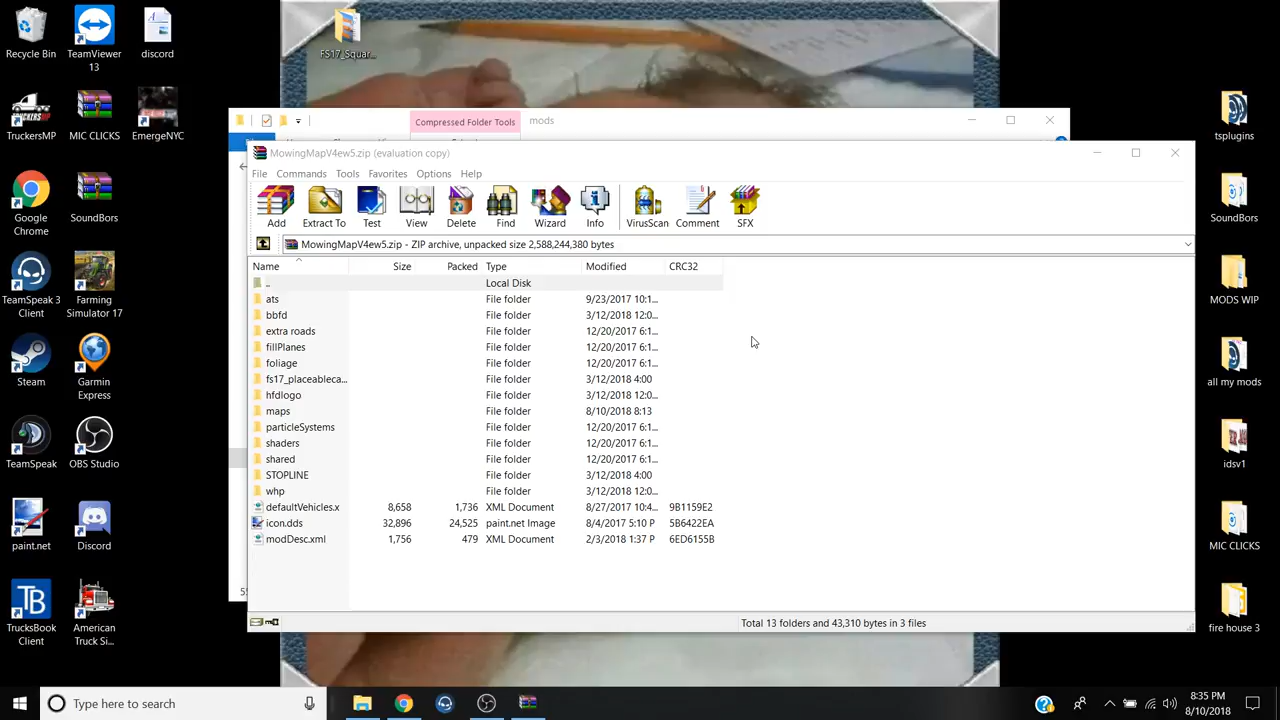 Recycle Bin
TeamViewer 13
discord
FS17_Squar...
TruckersMP
MIC CLICKS
EmergeNYC
Google Chrome
SoundBors
TeamSpeak 3 Client
Farming Simulator 17
Steam
Garmin Express
TeamSpeak
OBS Studio
paint.net
Discord
TrucksBook Client
American Truck Si...
Compressed Folder Tools
mods
MowingMapV4ew5.zip (evaluation copy)
File Commands Tools Favorites Options Help
Add Extract To Test View Delete Find Wizard Info VirusScan Comment SFX
MowingMapV4ew5.zip - ZIP archive, unpacked size 2,588,244,380 bytes
Name Size Packed Type Modified CRC32
.. Local Disk
ats File folder 9/23/2017 10:1...
bbfd File folder 3/12/2018 12:0...
extra roads File folder 12/20/2017 6:1...
fillPlanes File folder 12/20/2017 6:1...
foliage File folder 12/20/2017 6:1...
fs17_placeableca... File folder 3/12/2018 4:00
hfdlogo File folder 3/12/2018 12:0...
maps File folder 8/10/2018 8:13
particleSystems File folder 12/20/2017 6:1...
shaders File folder 12/20/2017 6:1...
shared File folder 12/20/2017 6:1...
STOPLINE File folder 3/12/2018 4:00
whp File folder 3/12/2018 12:0...
defaultVehicles.x 8,658 1,736 XML Document 8/27/2017 10:4... 9B1159E2
icon.dds 32,896 24,525 paint.net Image 8/4/2017 5:10 P 5B6422EA
modDesc.xml 1,756 479 XML Document 2/3/2018 1:37 P 6ED6155B
Total 13 folders and 43,310 bytes in 3 files
tsplugins
SoundBors
MODS WIP
all my mods
idsv1
MIC CLICKS
fire house 3
Type here to search
8:35 PM
8/10/2018